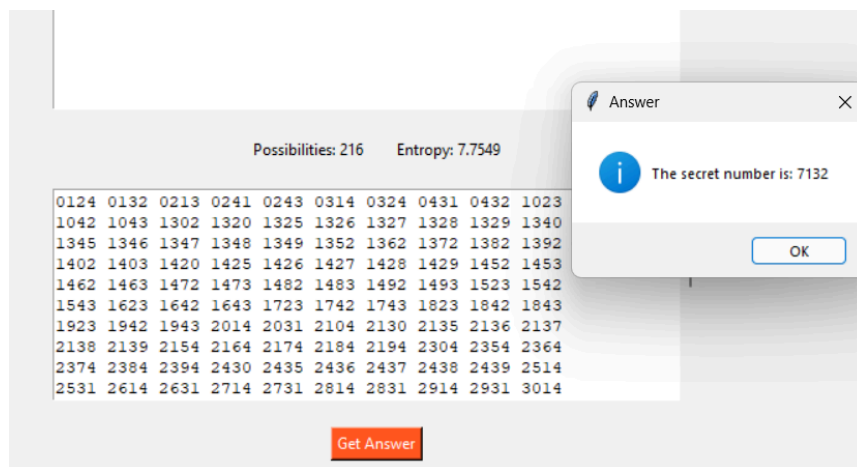 Answer
Possibilities: 216 Entropy: 7.7549
The secret number is: 7132
OK
0124 0132 0213 0241 0243 0314 0324 0431 0432 1023
1042 1043 1302 1320 1325 1326 1327 1328 1329 1340
1345 1346 1347 1348 1349 1352 1362 1372 1382 1392
1402 1403 1420 1425 1426 1427 1428 1429 1452 1453
1462 1463 1472 1473 1482 1483 1492 1493 1523 1542
1543 1623 1642 1643 1723 1742 1743 1823 1842 1843
1923 1942 1943 2014 2031 2104 2130 2135 2136 2137
2138 2139 2154 2164 2174 2184 2194 2304 2354 2364
2374 2384 2394 2430 2435 2436 2437 2438 2439 2514
2531 2614 2631 2714 2731 2814 2831 2914 2931 3014
Get Answer